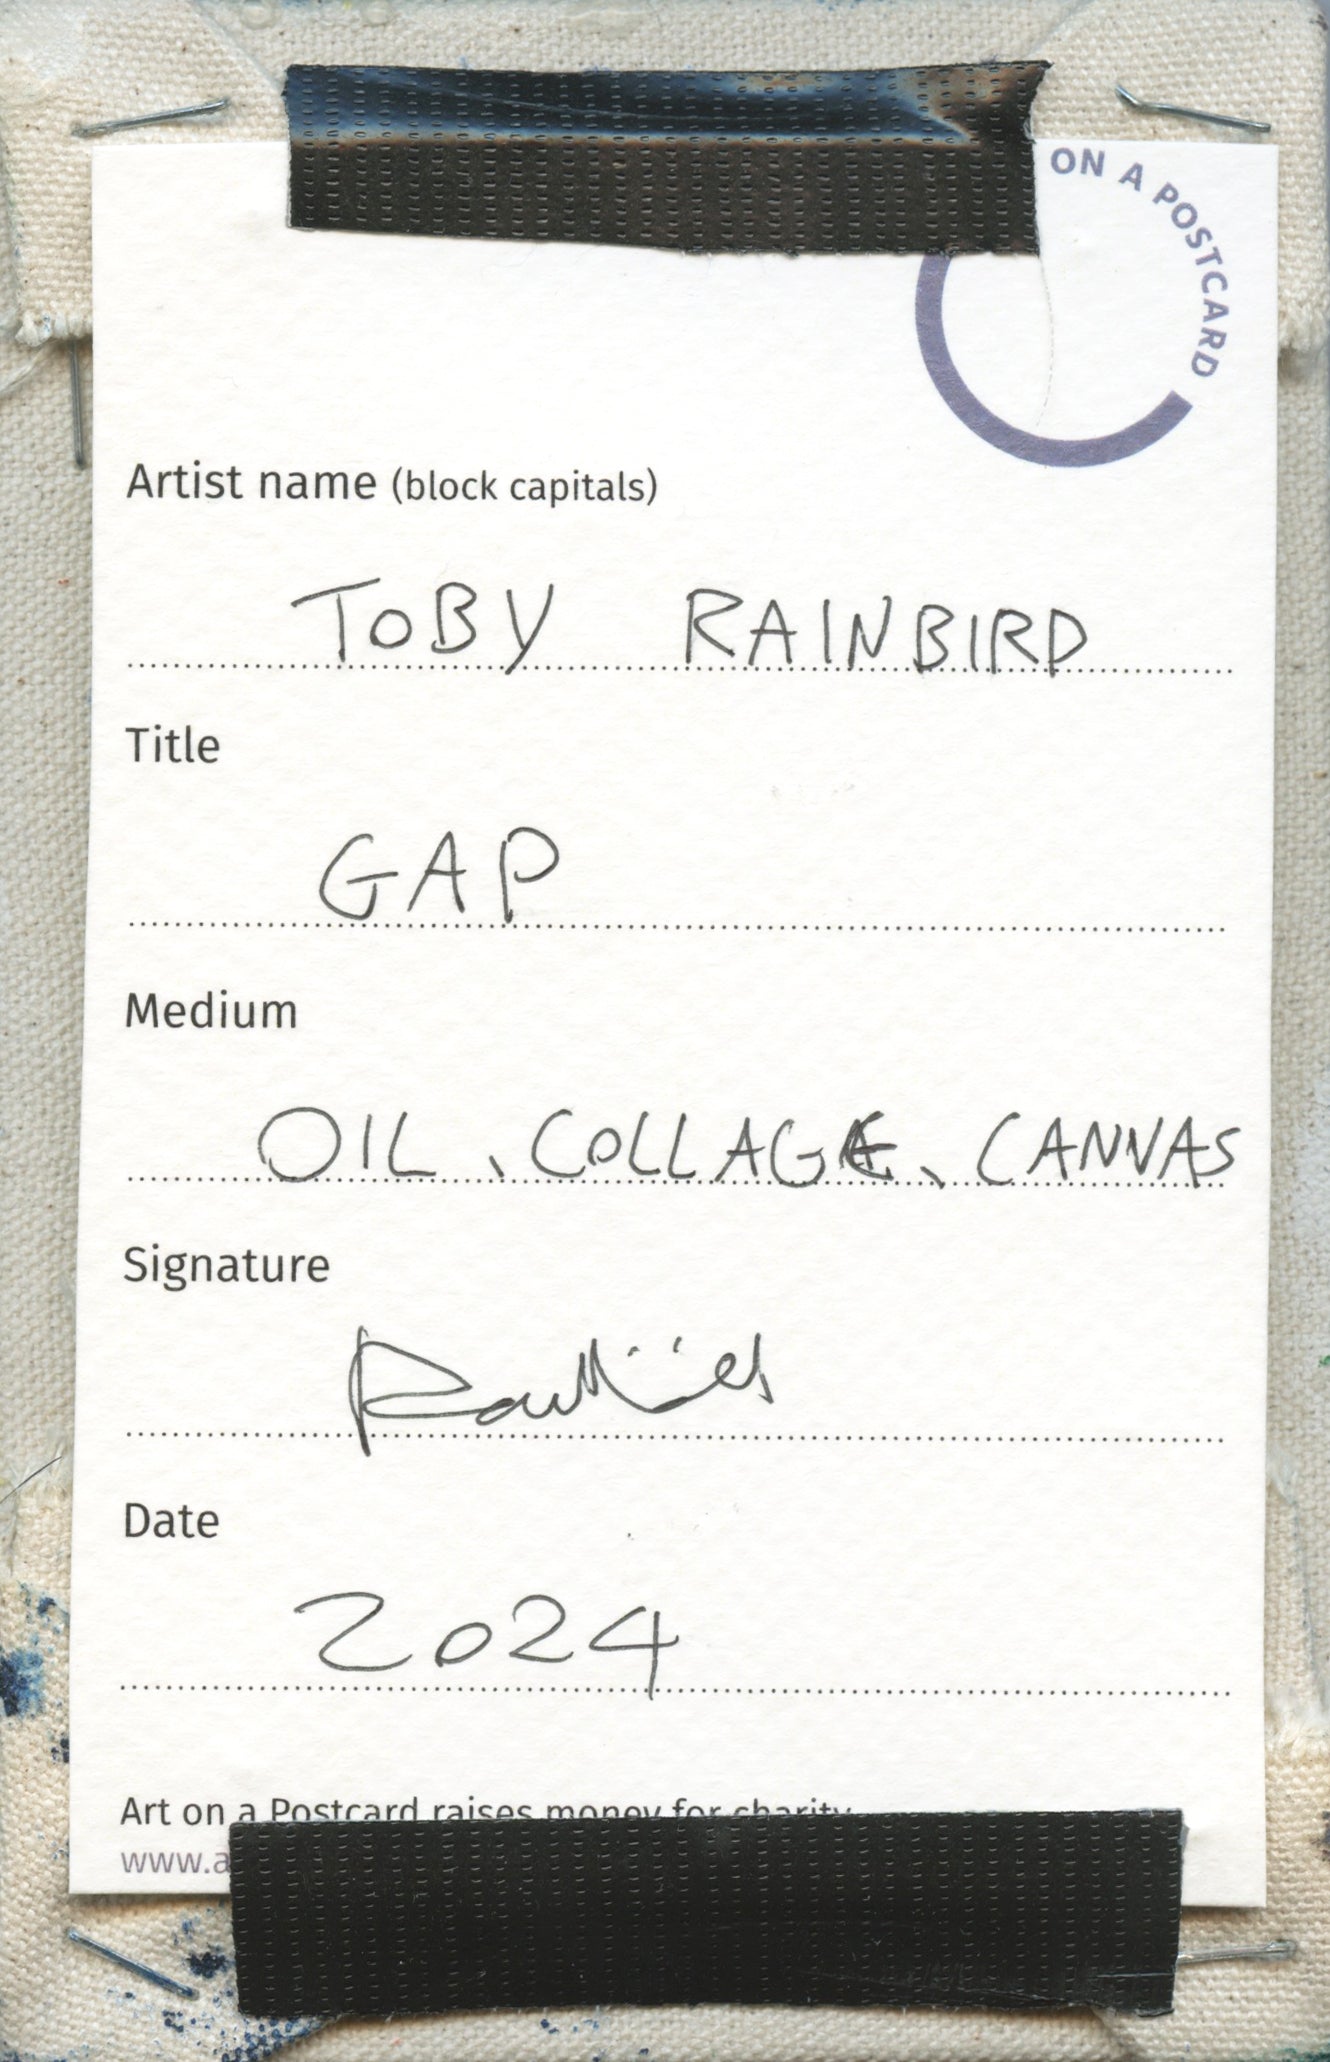 ON A POSTCARD
Artist name (block capitals)
TOBY RAINBIRD
Title
GAP
Medium
OIL, COLLAGE, CANVAS
Signature
Date
2024
Art on a Postcard raises money for charity
www.a